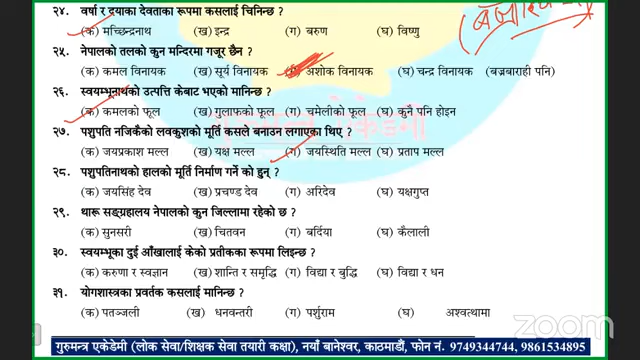 २४. वर्षा र दयाका देवताका रूपमा कसलाई चिनिन्छ ?
(क) मच्छिन्द्रनाथ (ख) इन्द्र (ग) बरुण (घ) विष्णु
२५. नेपालको तलको कुन मन्दिरमा गजूर छैन ?
(क) कमल विनायक (ख) सूर्य विनायक (ग) अशोक विनायक (घ) चन्द्र विनायक (बज्रबाराही पनि)
२६. स्वयम्भूनाथको उत्पत्ति केबाट भएको मानिन्छ ?
(क) कमलको फूल (ख) गुलाफको फूल (ग) चमेलीको फूल (घ) कुनै पनि होइन
२७. पशुपति नजिकैको लवकुशको मूर्ति कसले बनाउन लगाएका थिए ?
(क) जयप्रकाश मल्ल (ख) यक्ष मल्ल (ग) जयस्थिति मल्ल (घ) प्रताप मल्ल
२८. पशुपतिनाथको हालको मूर्ति निर्माण गर्ने को हुन् ?
(क) जयसिंह देव (ख) प्रचण्ड देव (ग) अरिदेव (घ) यक्षगुप्त
२९. थारू सङ्ग्रहालय नेपालको कुन जिल्लामा रहेको छ ?
(क) सुनसरी (ख) चितवन (ग) बर्दिया (घ) कैलाली
३०. स्वयम्भूका दुई आँखालाई केको प्रतीकका रूपमा लिइन्छ ?
(क) करुणा र स्वज्ञान (ख) शान्ति र समृद्धि (ग) विद्या र बुद्धि (घ) विद्या र धन
३१. योगशास्त्रका प्रवर्तक कसलाई मानिन्छ ?
(क) पतञ्जली (ख) धनवन्तरी (ग) पर्शुराम (घ) अश्वत्थामा
zoom
गुरुमन्त्र एकेडेमी (लोक सेवा/शिक्षक सेवा तयारी कक्षा), नयाँ बानेश्वर, काठमाडौं, फोन नं. 9749344744, 9861534895